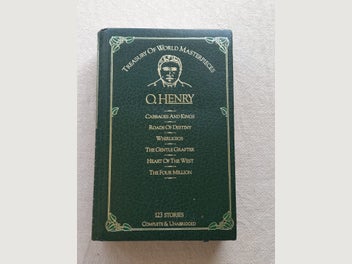 TREASURY OF WORLD MASTERPIECES
O. HENRY
CABBAGES AND KINGS
ROADS OF DESTINY
WHIRLIGIGS
THE GENTLE GRAFTER
HEART OF THE WEST
THE FOUR MILLION
123 STORIES
COMPLETE & UNABRIDGED